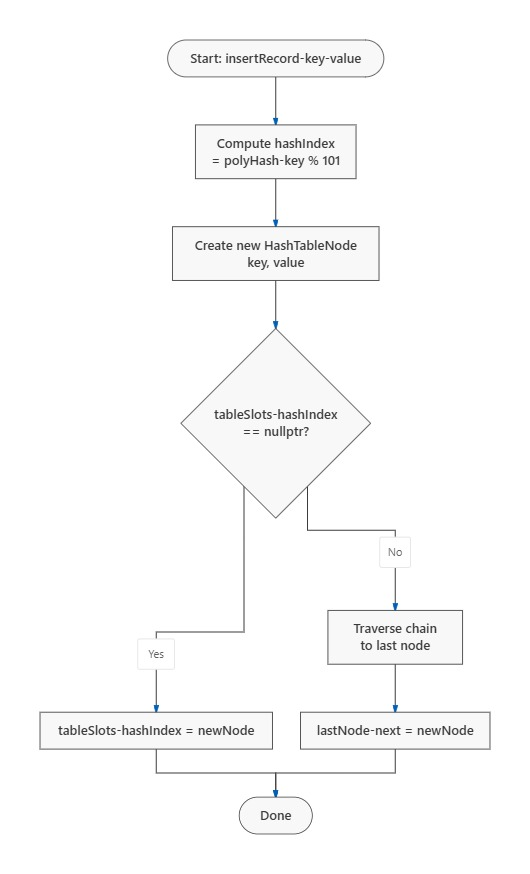 Start: insertRecord-key-value
Compute hashIndex
= polyHash-key % 101
Create new HashTableNode
key, value
tableSlots-hashIndex
== nullptr?
No
Traverse chain
to last node
Yes
tableSlots-hashIndex = newNode
lastNode-next = newNode
Done